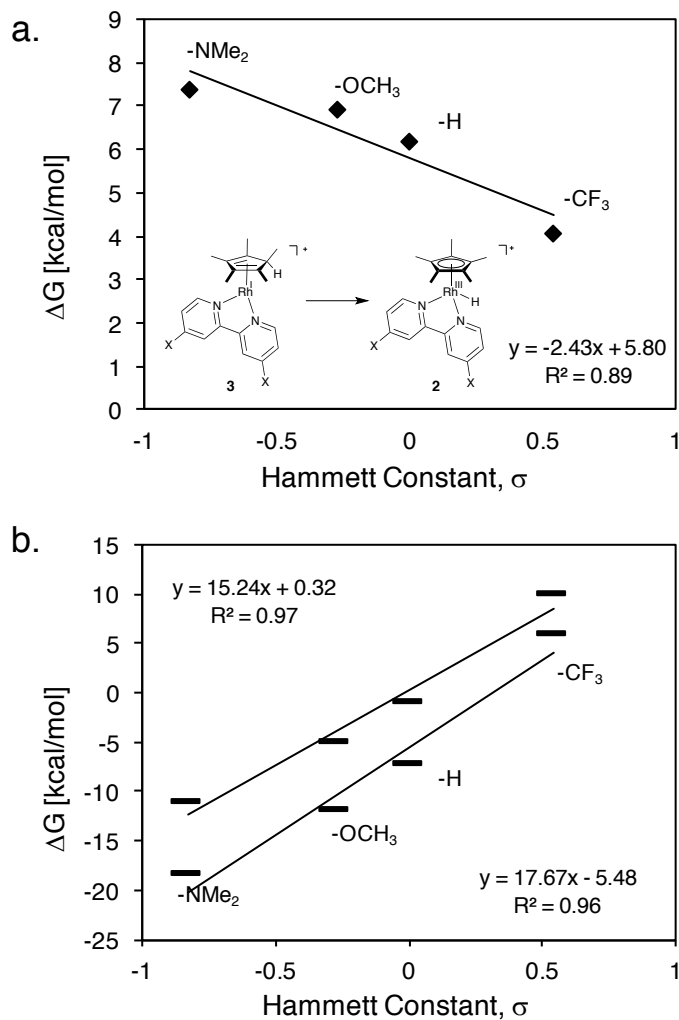 a.
9
8
7
6
5
4
3
2
1
0
ΔG [kcal/mol]
-NMe₂
-OCH₃
-H
-CF₃
Rh
I
H
N
N
X
X
⁺
3
Rh
III
H
N
N
X
X
⁺
2
y = -2.43x + 5.80
R² = 0.89
-1 -0.5 0 0.5 1
Hammett Constant, σ
b.
15
10
5
0
-5
-10
-15
-20
-25
ΔG [kcal/mol]
y = 15.24x + 0.32
R² = 0.97
-CF₃
-H
-OCH₃
-NMe₂
y = 17.67x - 5.48
R² = 0.96
-1 -0.5 0 0.5 1
Hammett Constant, σ